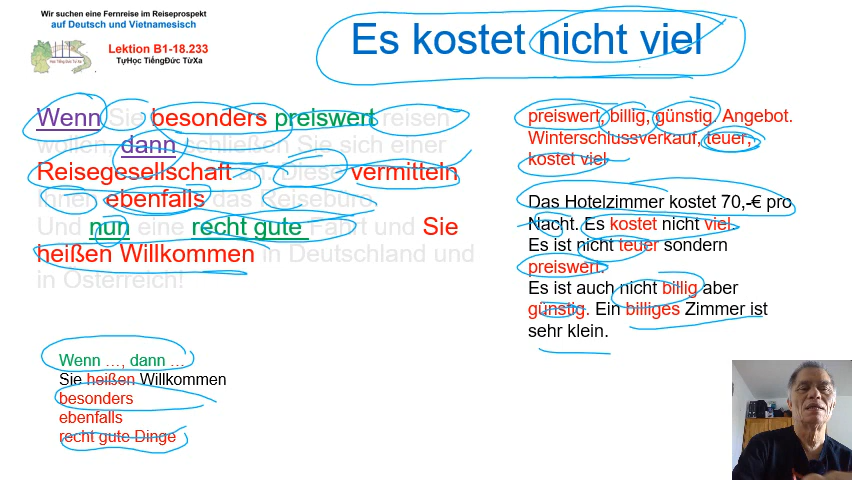 Wir suchen eine Fernreise im Reiseprospekt
auf Deutsch und Vietnamesisch
Lektion B1-18.233
TựHọc TiếngĐức TừXa
Es kostet nicht viel
Wenn Sie besonders preiswert reisen
wollen, dann schließen Sie sich einer
Reisegesellschaft an. Diese vermitteln
Ihnen ebenfalls das Reisebüro.
Und nun eine recht gute Fahrt und Sie
heißen Willkommen in Deutschland und
in Österreich!
Wenn ..., dann ...
Sie heißen Willkommen
besonders
ebenfalls
recht gute Dinge
preiswert, billig, günstig. Angebot.
Winterschlussverkauf, teuer,
kostet viel
Das Hotelzimmer kostet 70,-€ pro
Nacht. Es kostet nicht viel.
Es ist nicht teuer sondern
preiswert.
Es ist auch nicht billig aber
günstig. Ein billiges Zimmer ist
sehr klein.